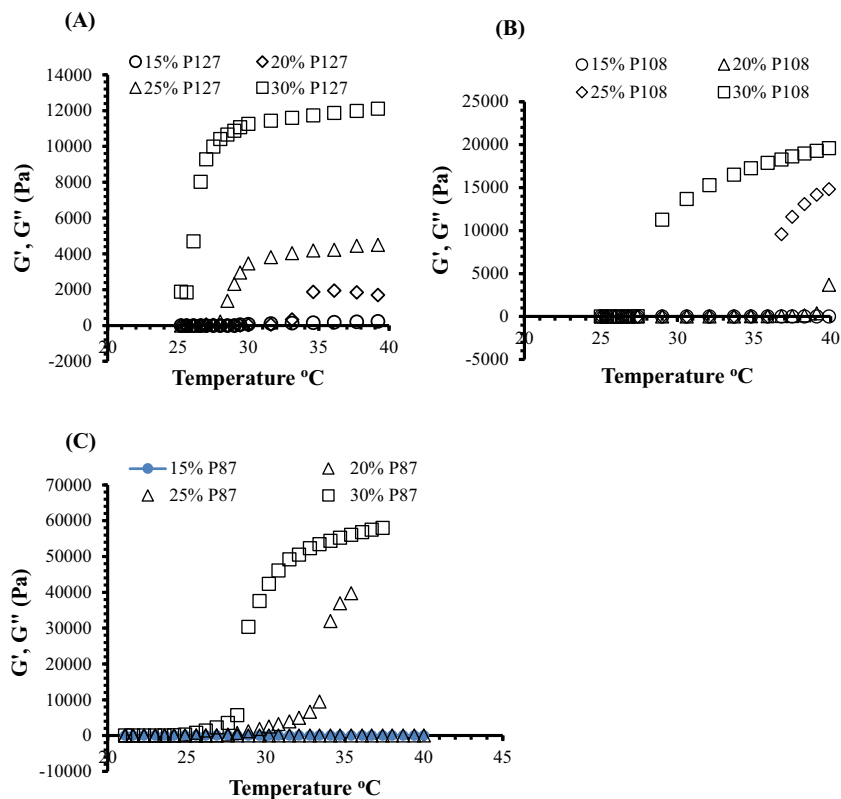 (A)
15% P127 20% P127
25% P127 30% P127
14000
12000
10000
8000
6000
4000
2000
0
-2000
20 25 30 35 40
G', G" (Pa)
Temperature ºC
(B)
15% P108 20% P108
25% P108 30% P108
25000
20000
15000
10000
5000
0
-5000
20 25 30 35 40
G', G" (Pa)
Temperature ºC
(C)
15% P87 20% P87
25% P87 30% P87
70000
60000
50000
40000
30000
20000
10000
0
-10000
20 25 30 35 40 45
G', G" (Pa)
Temperature ºC